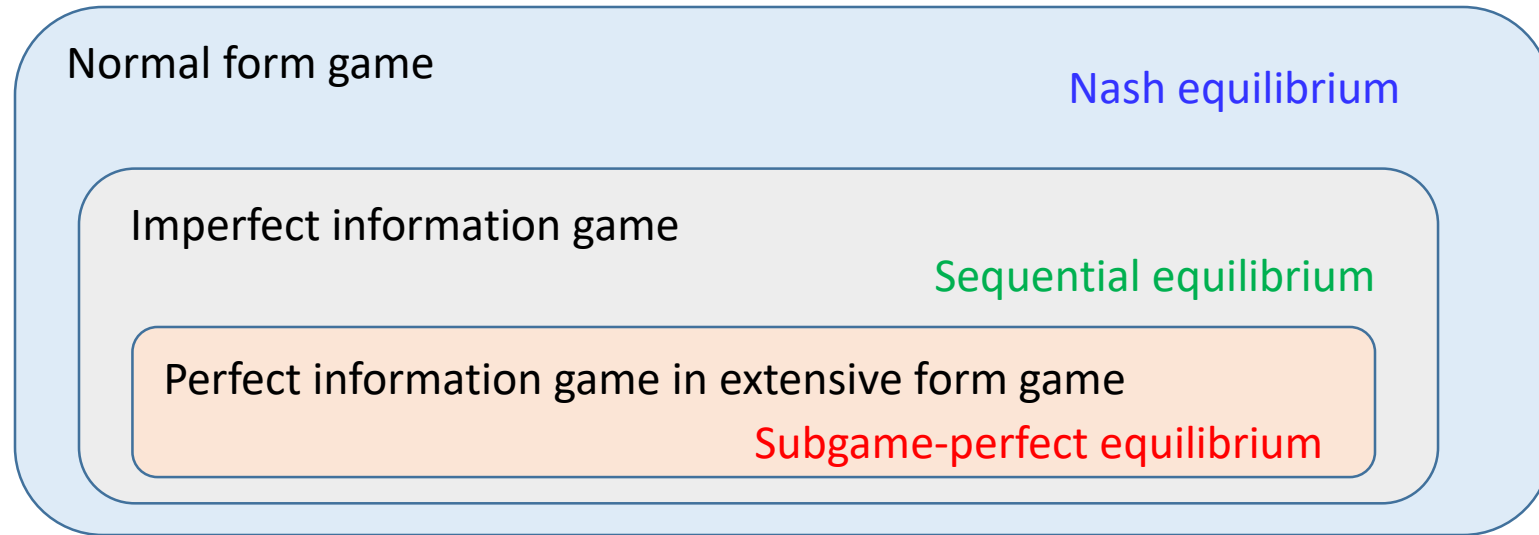 Normal form game
Nash equilibrium
Imperfect information game
Sequential equilibrium
Perfect information game in extensive form game
Subgame-perfect equilibrium